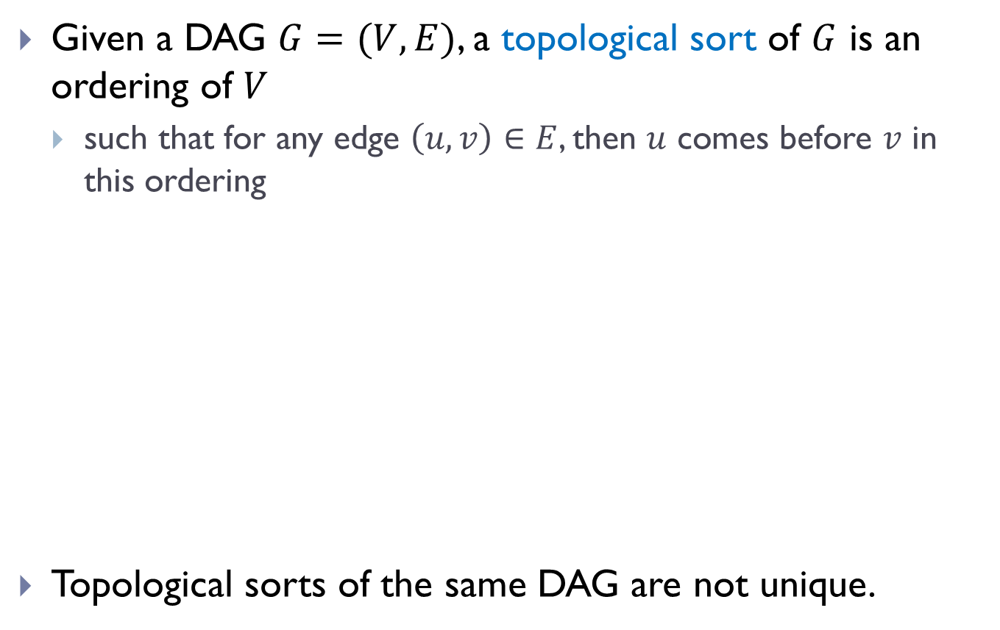 Given a DAG 𝐺 = (𝑉, 𝐸), a topological sort of 𝐺 is an
ordering of 𝑉
such that for any edge (𝑢, 𝑣) ∈ 𝐸, then 𝑢 comes before 𝑣 in
this ordering
Topological sorts of the same DAG are not unique.